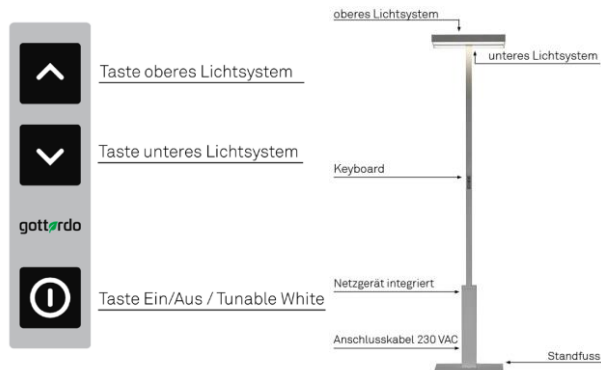 Taste oberes Lichtsystem
Taste unteres Lichtsystem
gottardo
Taste Ein/Aus / Tunable White
oberes Lichtsystem
unteres Lichtsystem
Keyboard
Netzgerät integriert
Anschlusskabel 230 VAC
Standfuss